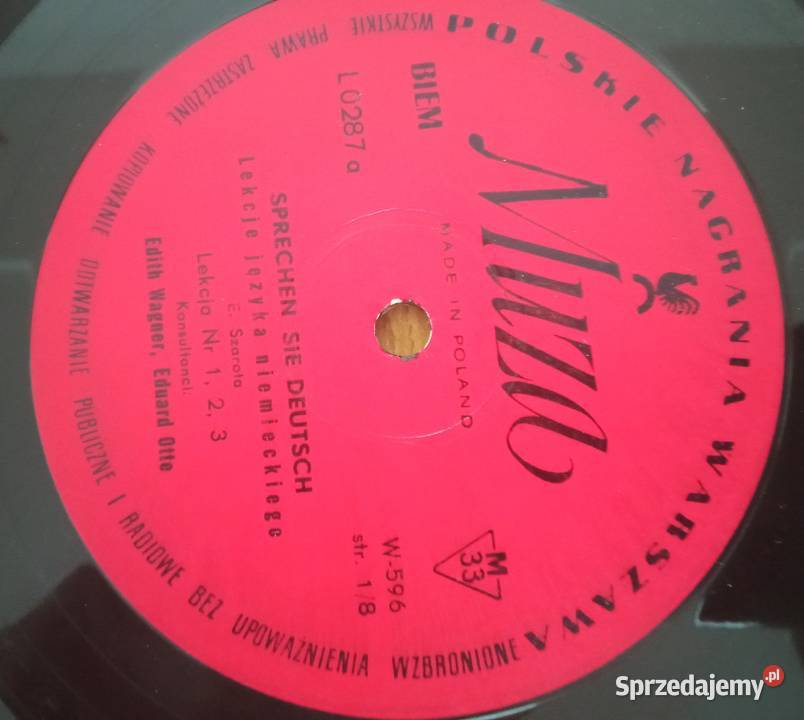 POLSKIE NAGRANIA WARSZAWA
Muza
BIEM
MADE IN POLAND
L 0287 a
M
33
W-596
str. 1/8
SPRECHEN SIE DEUTSCH
Lekcje języka niemieckiego
E. Szarota
Lekcja Nr 1, 2, 3
Konsultanci:
Edith Wagner, Eduard Otto
WSZYSTKIE PRAWA ZASTRZEŻONE KOPIOWANIE ODTWARZANIE PUBLICZNE I RADIOWE BEZ UPOWAŻNIENIA WZBRONIONE
Sprzedajemy.pl